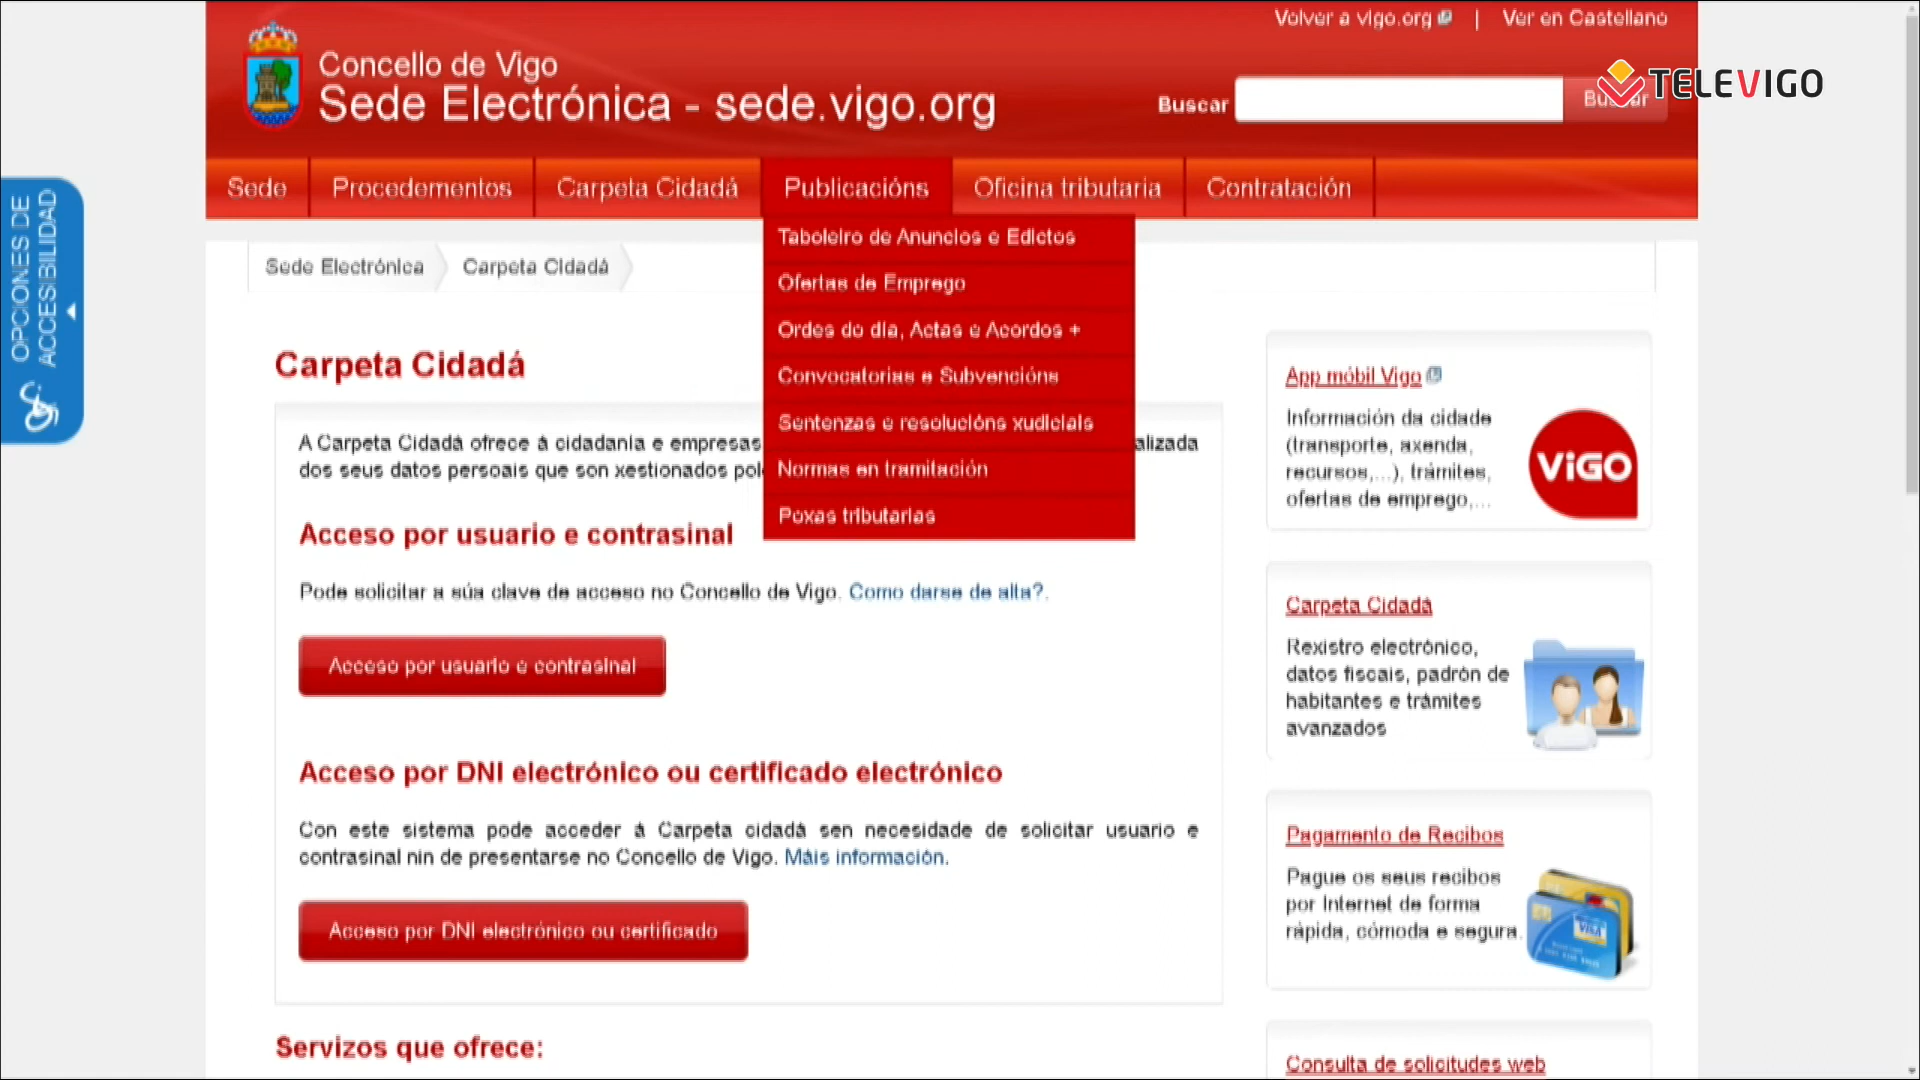 Volver a vigo.org | Ver en Castellano
Concello de Vigo
Sede Electrónica - sede.vigo.org
Buscar
TELEVIGO
Sede Procedementos Carpeta Cidadá Publicacións Oficina tributaria Contratación
OPCIONES DE
ACCESIBILIDAD
Sede Electrónica Carpeta Cidadá
Taboleiro de Anuncios e Edictos
Ofertas de Emprego
Ordes do día, Actas e Acordos +
Convocatorias e Subvencións
Sentenzas e resolucións xudiciais
Normas en tramitación
Poxas tributarias
Carpeta Cidadá
A Carpeta Cidadá ofrece á cidadanía e empresas alizada
dos seus datos persoais que son xestionados pol
Acceso por usuario e contrasinal
Pode solicitar a súa clave de acceso no Concello de Vigo. Como darse de alta?.
Acceso por usuario e contrasinal
Acceso por DNI electrónico ou certificado electrónico
Con este sistema pode acceder á Carpeta cidadá sen necesidade de solicitar usuario e
contrasinal nin de presentarse no Concello de Vigo. Máis información.
Acceso por DNI electrónico ou certificado
Servizos que ofrece:
App móbil Vigo
Información da cidade
(transporte, axenda,
recursos,...), trámites,
ofertas de emprego,...
ViGO
Carpeta Cidadá
Rexistro electrónico,
datos fiscais, padrón de
habitantes e trámites
avanzados
Pagamento de Recibos
Pague os seus recibos
por Internet de forma
rápida, cómoda e segura.
VISA
Consulta de solicitudes web